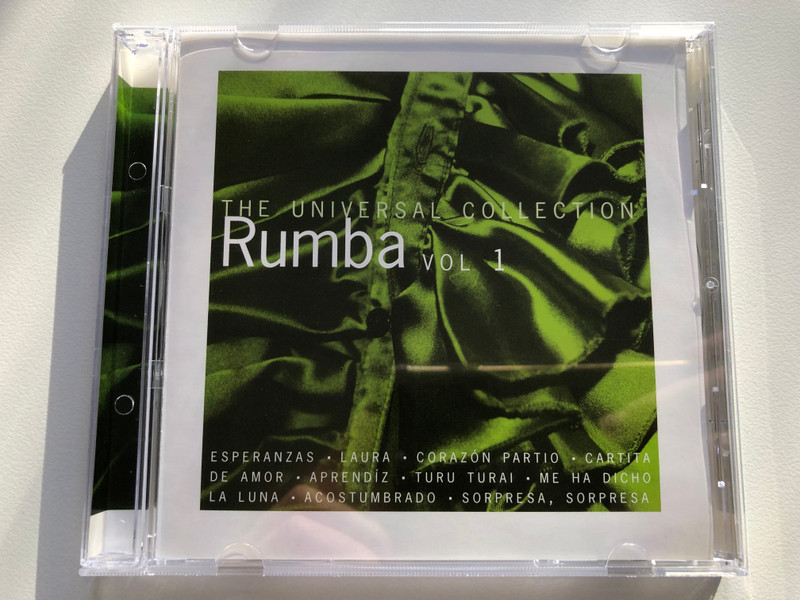 THE UNIVERSAL COLLECTION
Rumba VOL 1
ESPERANZAS · LAURA · CORAZÓN PARTIO · CARTITA
DE AMOR · APRENDÍZ · TURU TURAI · ME HA DICHO
LA LUNA · ACOSTUMBRADO · SORPRESA, SORPRESA